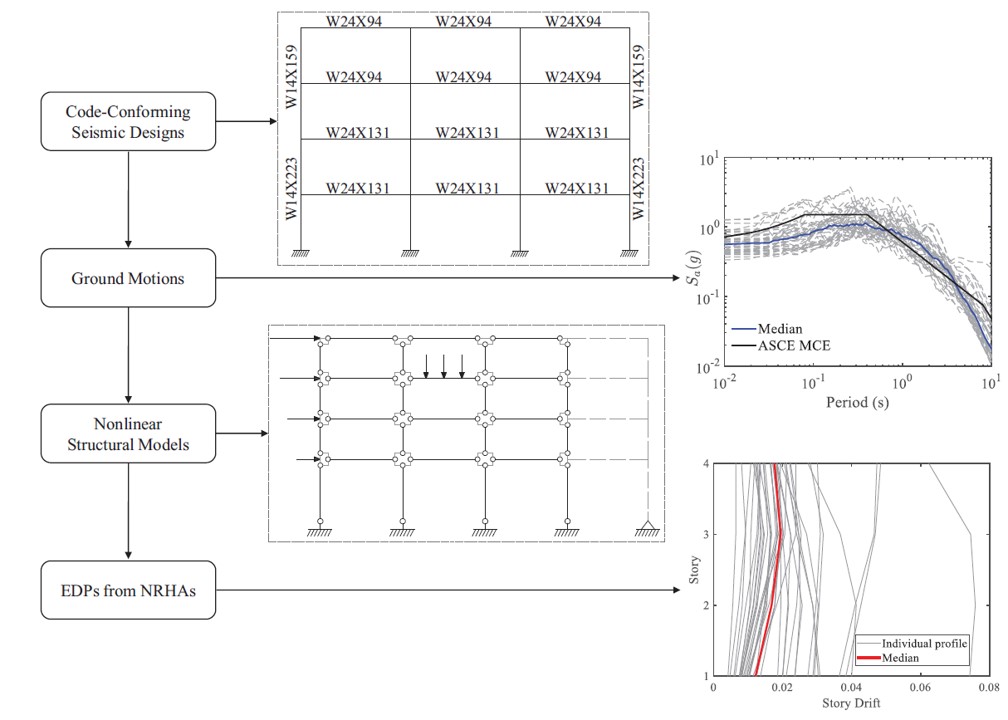 Code-Conforming
Seismic Designs
Ground Motions
Nonlinear
Structural Models
EDPs from NRHAs
W24X94 W24X94 W24X94
W14X159 W14X159
W24X94 W24X94 W24X94
W24X131 W24X131 W24X131
W14X223 W14X223
W24X131 W24X131 W24X131
10^1
10^0
10^-1
10^-2
S_a(g)
Median
ASCE MCE
10^-2 10^-1 10^0 10^1
Period (s)
4
3
2
1
Story
Individual profile
Median
0 0.02 0.04 0.06 0.08
Story Drift